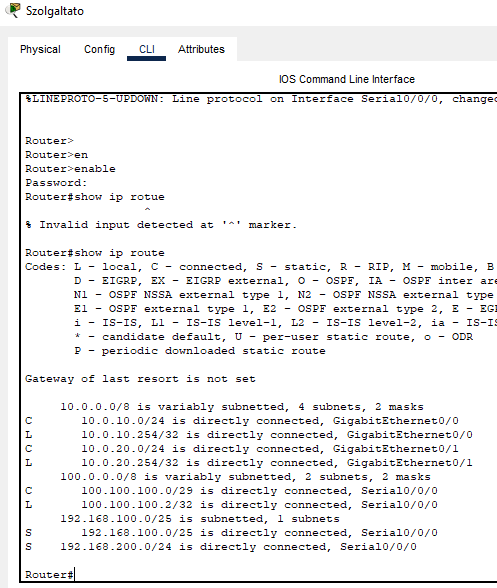 Szolgaltato
Physical Config CLI Attributes
IOS Command Line Interface
%LINEPROTO-5-UPDOWN: Line protocol on Interface Serial0/0/0, changed
Router>
Router>en
Router>enable
Password:
Router#show ip rotue
^
% Invalid input detected at '^' marker.
Router#show ip route
Codes: L - local, C - connected, S - static, R - RIP, M - mobile, B
D - EIGRP, EX - EIGRP external, O - OSPF, IA - OSPF inter are
N1 - OSPF NSSA external type 1, N2 - OSPF NSSA external type
E1 - OSPF external type 1, E2 - OSPF external type 2, E - EG
i - IS-IS, L1 - IS-IS level-1, L2 - IS-IS level-2, ia - IS-IS
* - candidate default, U - per-user static route, o - ODR
P - periodic downloaded static route
Gateway of last resort is not set
10.0.0.0/8 is variably subnetted, 4 subnets, 2 masks
C 10.0.10.0/24 is directly connected, GigabitEthernet0/0
L 10.0.10.254/32 is directly connected, GigabitEthernet0/0
C 10.0.20.0/24 is directly connected, GigabitEthernet0/1
L 10.0.20.254/32 is directly connected, GigabitEthernet0/1
100.0.0.0/8 is variably subnetted, 2 subnets, 2 masks
C 100.100.100.0/29 is directly connected, Serial0/0/0
L 100.100.100.2/32 is directly connected, Serial0/0/0
192.168.100.0/25 is subnetted, 1 subnets
S 192.168.100.0/25 is directly connected, Serial0/0/0
S 192.168.200.0/24 is directly connected, Serial0/0/0
Router#